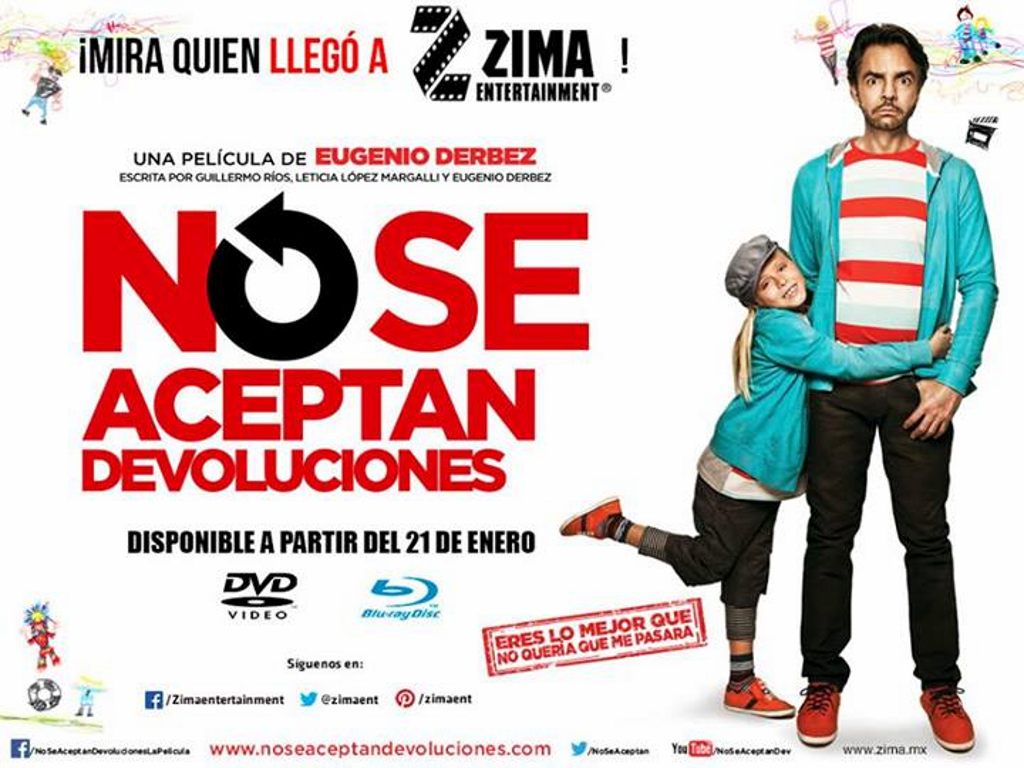 ¡MIRA QUIEN LLEGÓ A Z ZIMA ENTERTAINMENT® !
UNA PELÍCULA DE EUGENIO DERBEZ
ESCRITA POR GUILLERMO RÍOS, LETICIA LÓPEZ MARGALLI Y EUGENIO DERBEZ
NO SE
ACEPTAN
DEVOLUCIONES
DISPONIBLE A PARTIR DEL 21 DE ENERO
DVD VIDEO Blu-ray Disc™
ERES LO MEJOR QUE
NO QUERÍA QUE ME PASARA
Síguenos en:
f /Zimaentertainment @zimaent /zimaent
f /NoSeAceptanDevolucionesLaPelicula www.noseaceptandevoluciones.com /NoSeAceptan YouTube /NoSeAceptanDev www.zima.mx